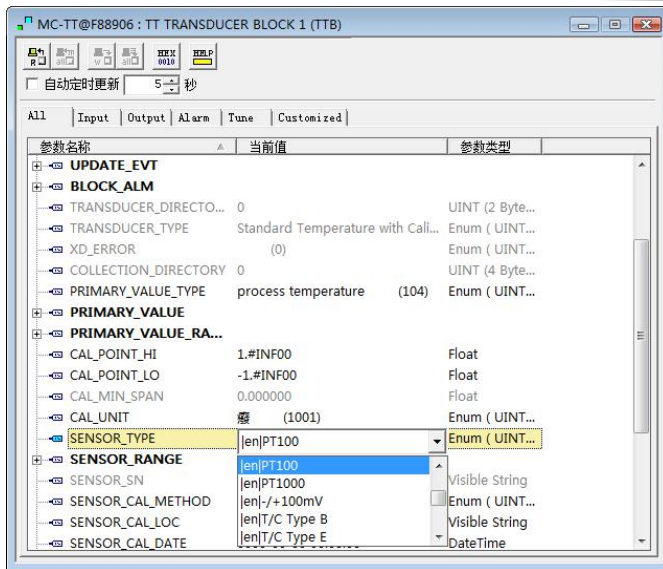 MC-TT@F88906 : TT TRANSDUCER BLOCK 1 (TTB)
R all w all HEX 0010 HELP
自动定时更新 5 秒
All Input Output Alarm Tune Customized
参数名称 当前值 参数类型
UPDATE_EVT
BLOCK_ALM
TRANSDUCER_DIRECTO... 0 UINT (2 Byte...
TRANSDUCER_TYPE Standard Temperature with Cali... Enum ( UINT...
XD_ERROR (0) Enum ( UINT...
COLLECTION_DIRECTORY 0 UINT (4 Byte...
PRIMARY_VALUE_TYPE process temperature (104) Enum ( UINT...
PRIMARY_VALUE
PRIMARY_VALUE_RA...
CAL_POINT_HI 1.#INF00 Float
CAL_POINT_LO -1.#INF00 Float
CAL_MIN_SPAN 0.000000 Float
CAL_UNIT (1001) Enum ( UINT...
SENSOR_TYPE |en|PT100 Enum ( UINT...
SENSOR_RANGE |en|PT100
SENSOR_SN |en|PT1000 Visible String
SENSOR_CAL_METHOD |en|-/+100mV Enum ( UINT...
SENSOR_CAL_LOC |en|T/C Type B Visible String
SENSOR_CAL_DATE |en|T/C Type E DateTime